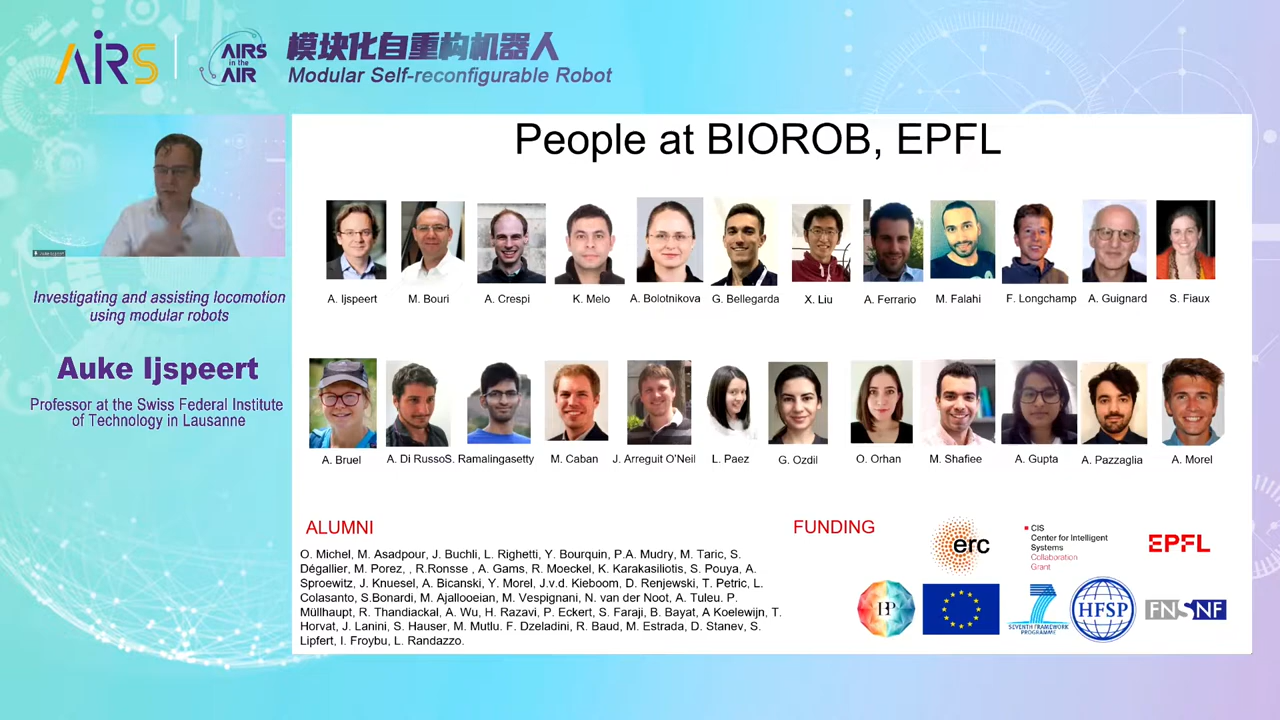 AIRS
AIRS
in the
AIR
模块化自重构机器人
Modular Self-reconfigurable Robot
Investigating and assisting locomotion
using modular robots
Auke Ijspeert
Professor at the Swiss Federal Institute
of Technology in Lausanne
People at BIOROB, EPFL
A. Ijspeert M. Bouri A. Crespi K. Melo A. Bolotnikova G. Bellegarda X. Liu A. Ferrario M. Falahi F. Longchamp A. Guignard S. Fiaux
A. Bruel A. Di Russo S. Ramalingasetty M. Caban J. Arreguit O'Neil L. Paez G. Ozdil O. Orhan M. Shafiee A. Gupta A. Pazzaglia A. Morel
ALUMNI
O. Michel, M. Asadpour, J. Buchli, L. Righetti, Y. Bourquin, P.A. Mudry, M. Taric, S.
Dégallier, M. Porez, , R Ronsse , A. Gams, R. Moeckel, K. Karakasiliotis, S. Pouya, A.
Sproewitz, J. Knuesel, A. Bicanski, Y. Morel, J.v.d. Kieboom, D. Renjewski, T. Petric, L.
Colasanto, S.Bonardi, M. Ajallooeian, M. Vespignani, N. van der Noot, A. Tuleu. P.
Müllhaupt, R. Thandiackal, A. Wu, H. Razavi, P. Eckert, S. Faraji, B. Bayat, A Koelewijn, T.
Horvat, J. Lanini, S. Hauser, M. Mutlu. F. Dzeladini, R. Baud, M. Estrada, D. Stanev, S.
Lipfert, I. Froybu, L. Randazzo.
FUNDING
erc
CIS
Center for Intelligent
Systems
Collaboration
Grant
EPFL
SEVENTH FRAMEWORK
PROGRAMME
HFSP
FNSNF